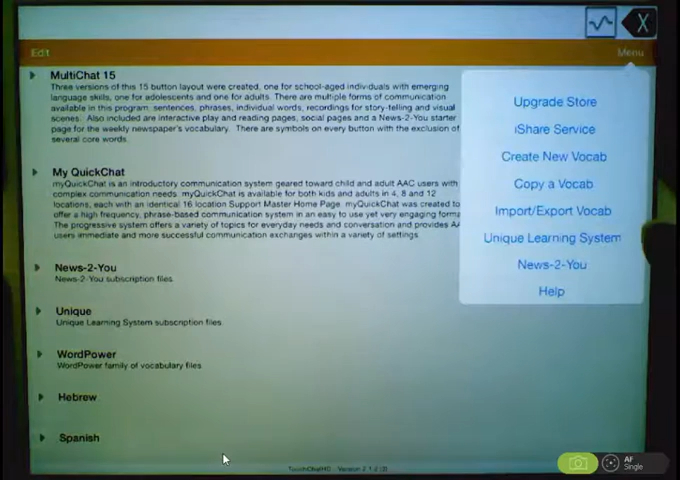 X
Edit
Menu
MultiChat 15
Three versions of this 15 button layout were created, one for school-aged individuals with emerging
language skills, one for adolescents and one for adults. There are multiple forms of communication
available in this program: sentences, phrases, individual words, recordings for story-telling and visual
scenes. Also included are interactive play and reading pages, social pages and a News-2-You starter
page for the weekly newspaper's vocabulary. There are symbols on every button with the exclusion of
several core words.
My QuickChat
myQuickChat is an introductory communication system geared toward child and adult AAC users with
complex communication needs. myQuickChat is available for both kids and adults in 4, 8 and 12
locations, each with an identical 16 location Support Master Home Page. myQuickChat was created to
offer a high frequency, phrase-based communication system in an easy to use yet very engaging forma
The progressive system offers a variety of topics for everyday needs and conversation and provides AA
users immediate and more successful communication exchanges within a variety of settings.
News-2-You
News-2-You subscription files
Unique
Unique Learning System subscription files
WordPower
WordPower family of vocabulary files
Hebrew
Spanish
Upgrade Store
iShare Service
Create New Vocab
Copy a Vocab
Import/Export Vocab
Unique Learning System
News-2-You
Help
TouchChatHD - Version
AF
Single